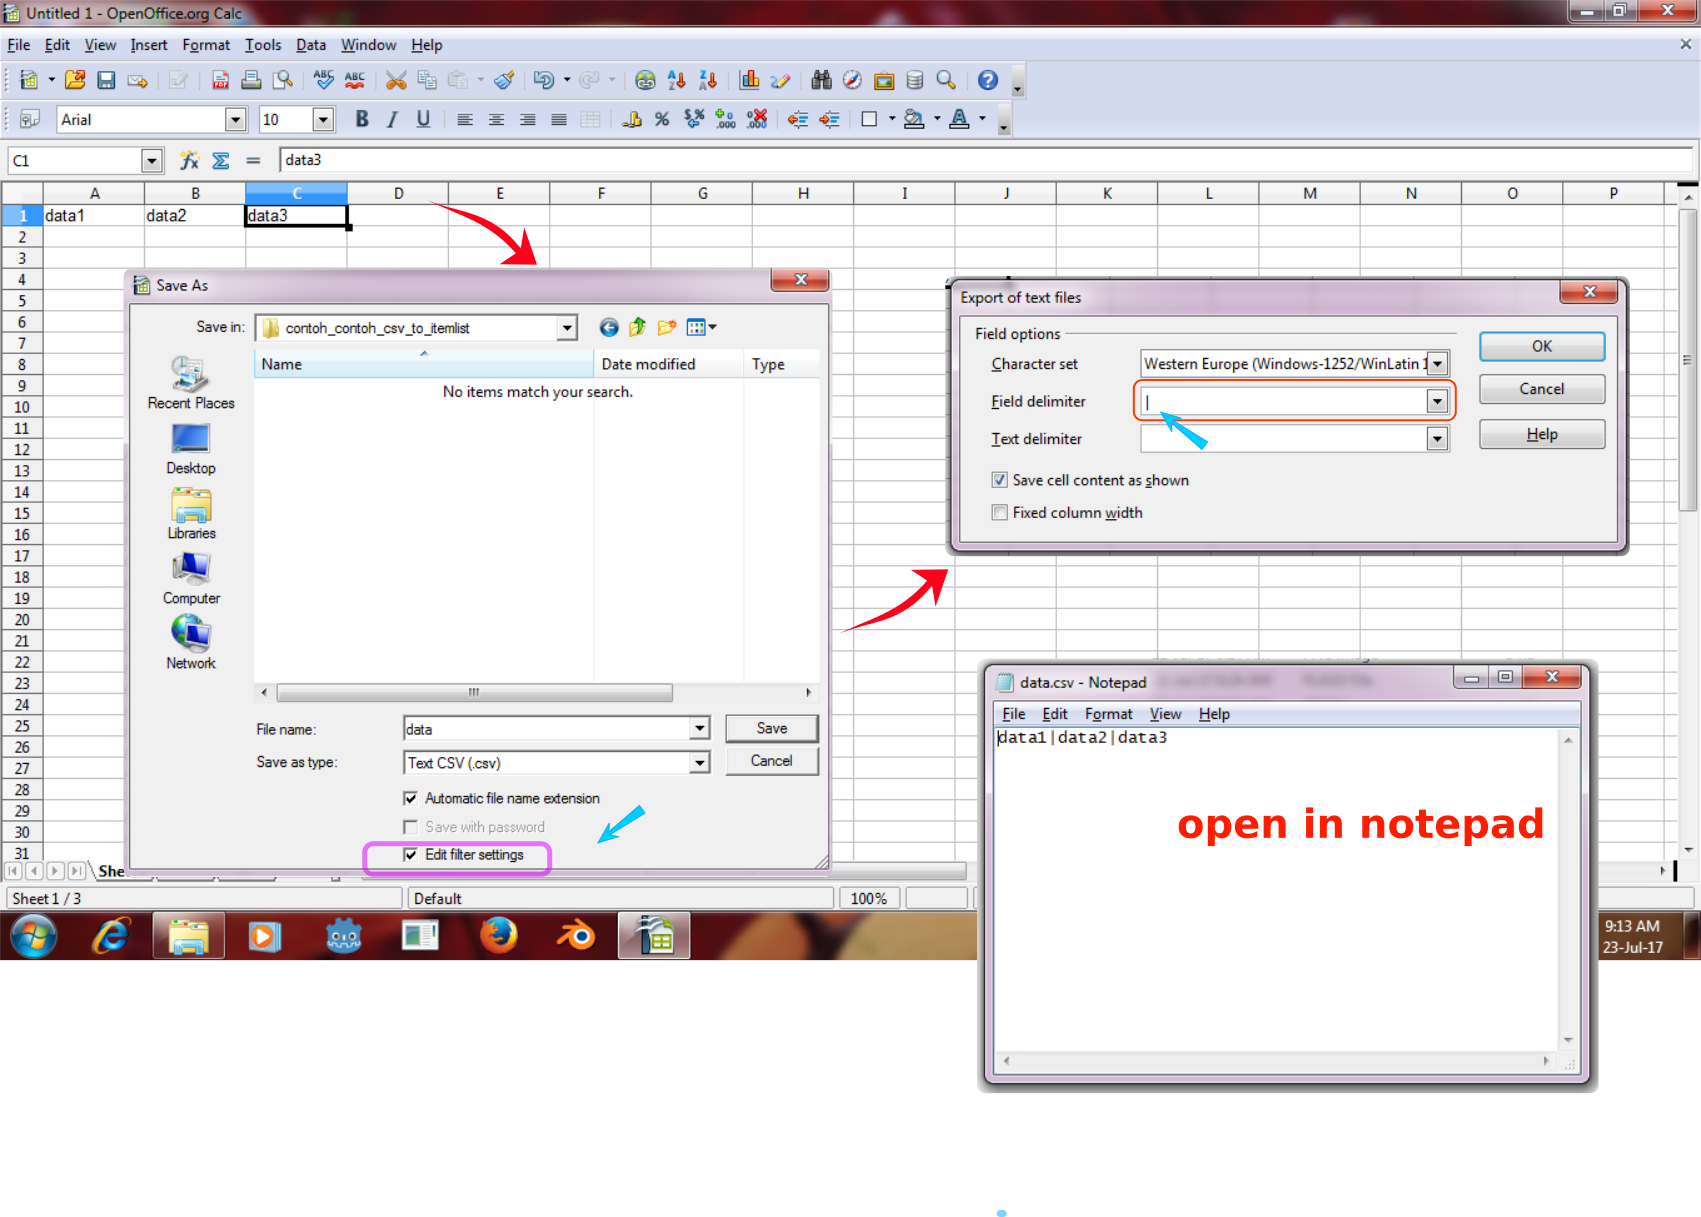 Untitled 1 - OpenOffice.org Calc
File Edit View Insert Format Tools Data Window Help
Arial 10
C1 data3
A B C D E F G H I J K L M N O P
1 data1 data2 data3
2
3
4
5
6
7
8
9
10
11
12
13
14
15
16
17
18
19
20
21
22
23
24
25
26
27
28
29
30
31
Save As
Save in: contoh_contoh_csv_to_itemlist
Name Date modified Type
No items match your search.
Recent Places
Desktop
Libraries
Computer
Network
File name: data Save
Save as type: Text CSV (.csv) Cancel
Automatic file name extension
Save with password
Edit filter settings
Export of text files
Field options
Character set Western Europe (Windows-1252/WinLatin 1
Field delimiter |
Text delimiter
Save cell content as shown
Fixed column width
OK
Cancel
Help
data.csv - Notepad
File Edit Format View Help
data1|data2|data3
open in notepad
She
Sheet 1 / 3 Default 100%
9:13 AM
23-Jul-17